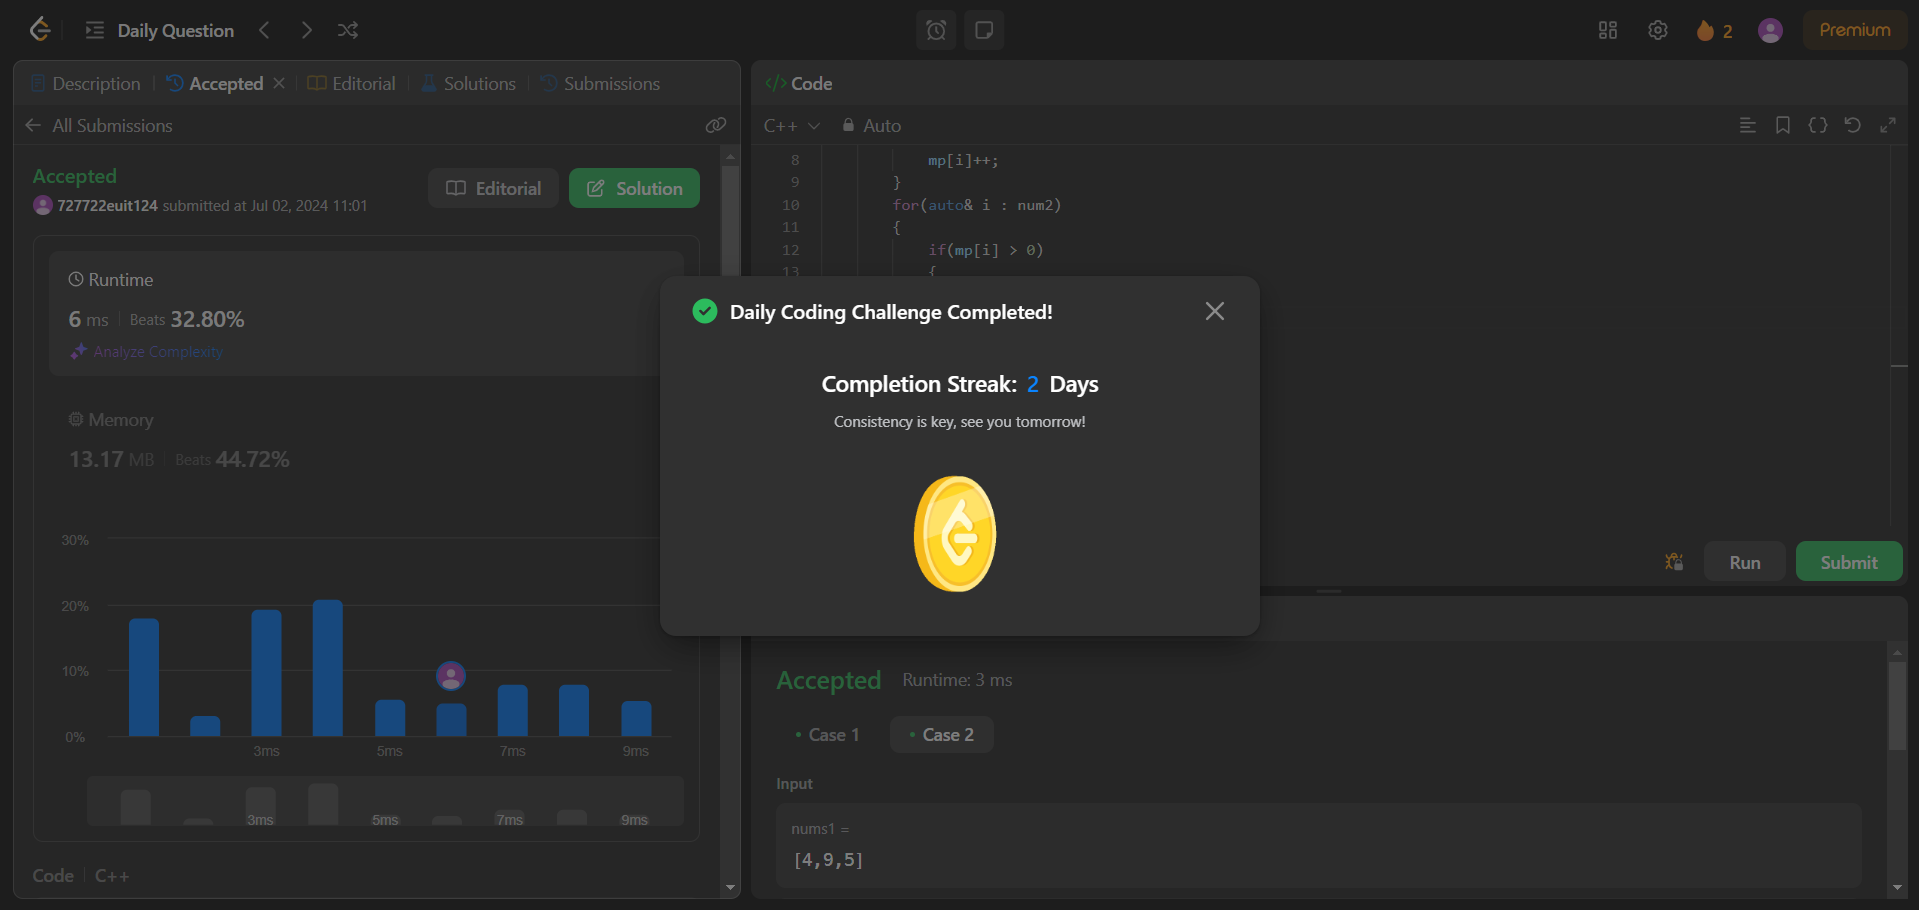 Daily Question
2
Premium
Description
Accepted
Editorial
Solutions
Submissions
All Submissions
Accepted
727722euit124 submitted at Jul 02, 2024 11:01
Editorial
Solution
Runtime
6 ms
Beats 32.80%
Analyze Complexity
Memory
13.17 MB
Beats 44.72%
30%
20%
10%
0%
3ms 5ms 7ms 9ms
3ms 5ms 7ms 9ms
Code
C++
</> Code
C++
Auto
8 mp[i]++;
9 }
10 for(auto& i : num2)
11 {
12 if(mp[i] > 0)
13 {
Daily Coding Challenge Completed!
Completion Streak: 2 Days
Consistency is key, see you tomorrow!
Run
Submit
Accepted
Runtime: 3 ms
• Case 1
• Case 2
Input
nums1 =
[4,9,5]